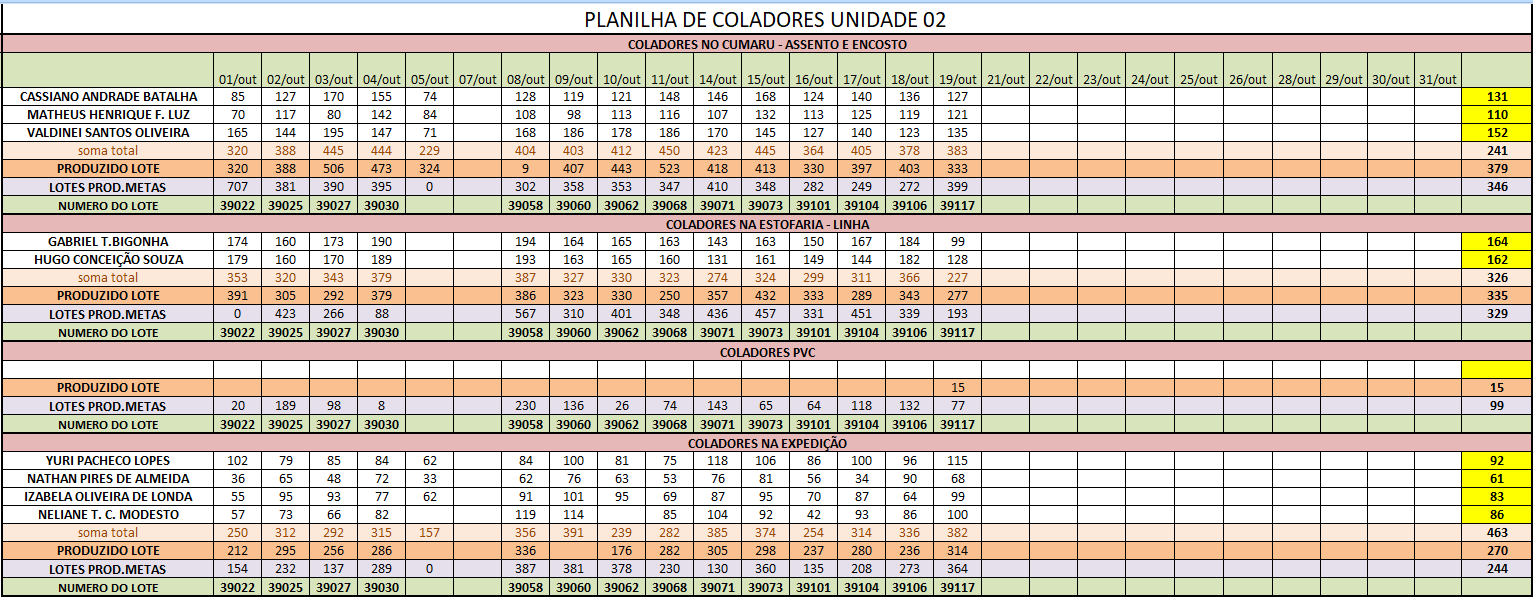 PLANILHA DE COLADORES UNIDADE 02
COLADORES NO CUMARU - ASSENTO E ENCOSTO
01/out 02/out 03/out 04/out 05/out 07/out 08/out 09/out 10/out 11/out 14/out 15/out 16/out 17/out 18/out 19/out 21/out 22/out 23/out 24/out 25/out 26/out 28/out 29/out 30/out 31/out
CASSIANO ANDRADE BATALHA 85 127 170 155 74 128 119 121 148 146 168 124 140 136 127 131
MATHEUS HENRIQUE F. LUZ 70 117 80 142 84 108 98 113 116 107 132 113 125 119 121 110
VALDINEI SANTOS OLIVEIRA 165 144 195 147 71 168 186 178 186 170 145 127 140 123 135 152
soma total 320 388 445 444 229 404 403 412 450 423 445 364 405 378 383 241
PRODUZIDO LOTE 320 388 506 473 324 9 407 443 523 418 413 330 397 403 333 379
LOTES PROD.METAS 707 381 390 395 0 302 358 353 347 410 348 282 249 272 399 346
NUMERO DO LOTE 39022 39025 39027 39030 39058 39060 39062 39068 39071 39073 39101 39104 39106 39117
COLADORES NA ESTOFARIA - LINHA
GABRIEL T.BIGONHA 174 160 173 190 194 164 165 163 143 163 150 167 184 99 164
HUGO CONCEIÇÃO SOUZA 179 160 170 189 193 163 165 160 131 161 149 144 182 128 162
soma total 353 320 343 379 387 327 330 323 274 324 299 311 366 227 326
PRODUZIDO LOTE 391 305 292 379 386 323 330 250 357 432 333 289 343 277 335
LOTES PROD.METAS 0 423 266 88 567 310 401 348 436 457 331 451 339 193 329
NUMERO DO LOTE 39022 39025 39027 39030 39058 39060 39062 39068 39071 39073 39101 39104 39106 39117
COLADORES PVC
PRODUZIDO LOTE 15 15
LOTES PROD.METAS 20 189 98 8 230 136 26 74 143 65 64 118 132 77 99
NUMERO DO LOTE 39022 39025 39027 39030 39058 39060 39062 39068 39071 39073 39101 39104 39106 39117
COLADORES NA EXPEDIÇÃO
YURI PACHECO LOPES 102 79 85 84 62 84 100 81 75 118 106 86 100 96 115 92
NATHAN PIRES DE ALMEIDA 36 65 48 72 33 62 76 63 53 76 81 56 34 90 68 61
IZABELA OLIVEIRA DE LONDA 55 95 93 77 62 91 101 95 69 87 95 70 87 64 99 83
NELIANE T. C. MODESTO 57 73 66 82 119 114 85 104 92 42 93 86 100 86
soma total 250 312 292 315 157 356 391 239 282 385 374 254 314 336 382 463
PRODUZIDO LOTE 212 295 256 286 336 176 282 305 298 237 280 236 314 270
LOTES PROD.METAS 154 232 137 289 0 387 381 378 230 130 360 135 208 273 364 244
NUMERO DO LOTE 39022 39025 39027 39030 39058 39060 39062 39068 39071 39073 39101 39104 39106 39117